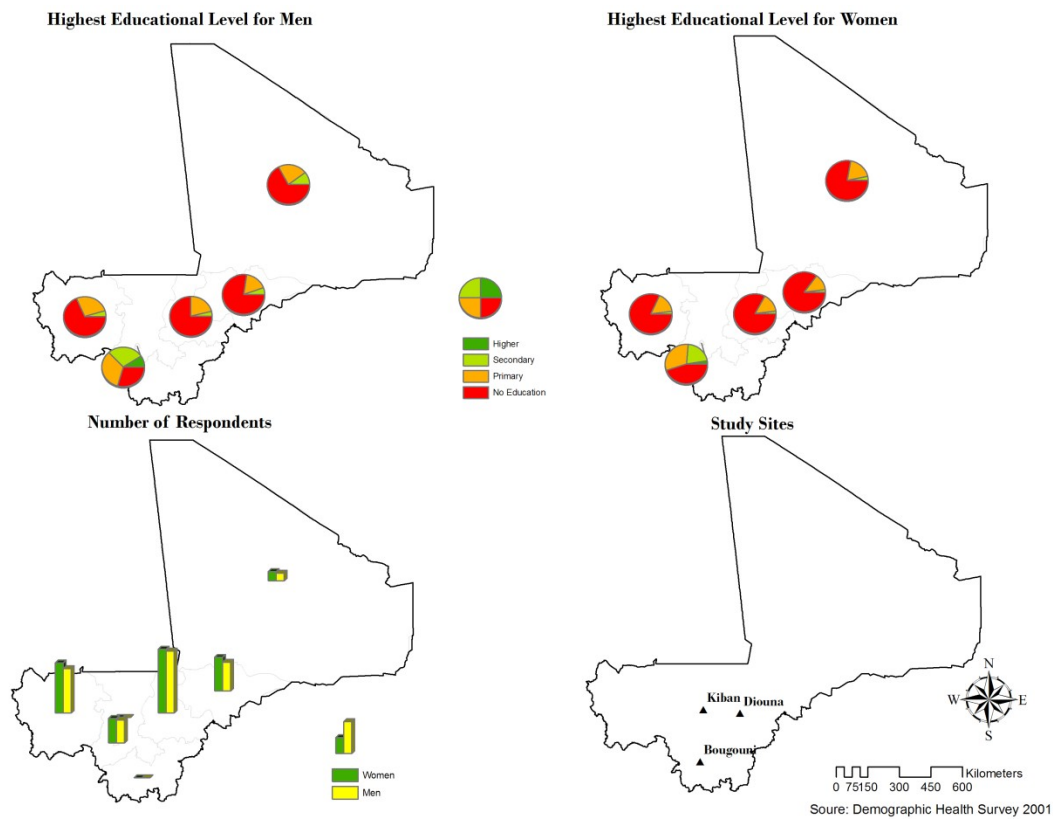 Highest Educational Level for Men
Highest Educational Level for Women
Higher
Secondary
Primary
No Education
Number of Respondents
Study Sites
Women
Men
Kiban
Diouna
Bougouni
N
W
E
S
Kilometers
0 75150 300 450 600
Soure: Demographic Health Survey 2001